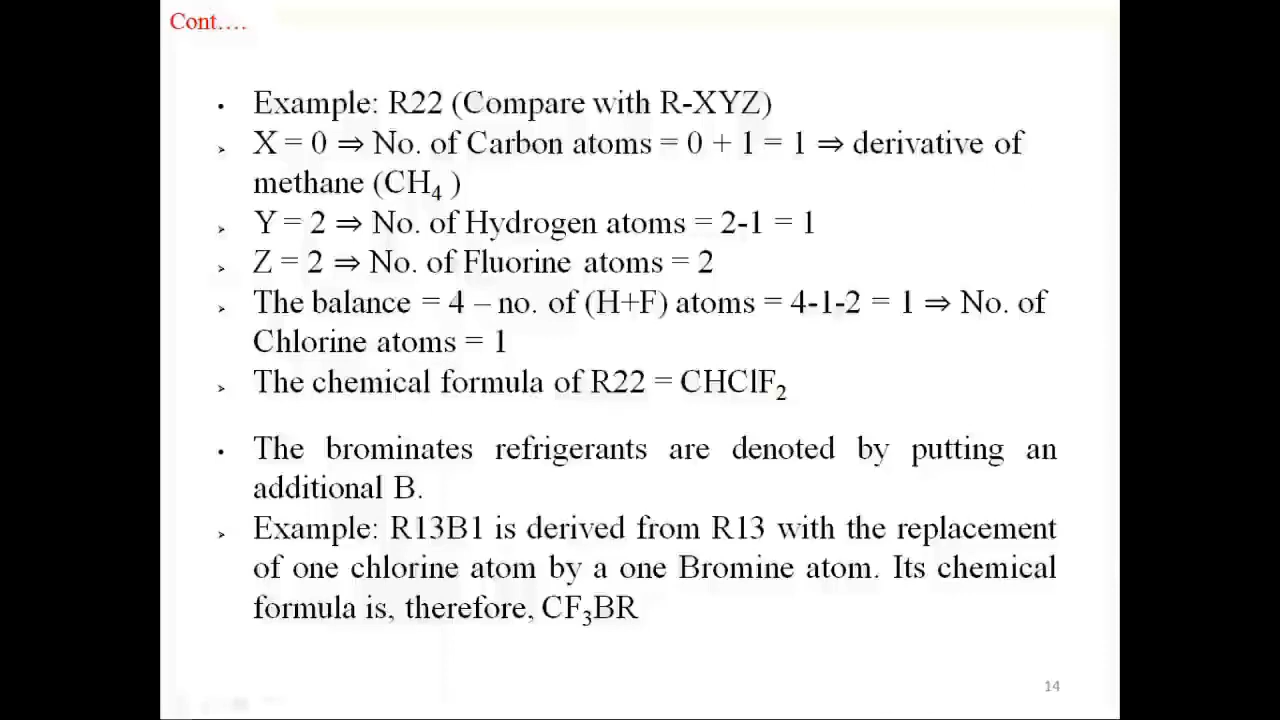 Cont….
• Example: R22 (Compare with R-XYZ)
➢ X = 0 ⇒ No. of Carbon atoms = 0 + 1 = 1 ⇒ derivative of
methane (CH₄ )
➢ Y = 2 ⇒ No. of Hydrogen atoms = 2-1 = 1
➢ Z = 2 ⇒ No. of Fluorine atoms = 2
➢ The balance = 4 – no. of (H+F) atoms = 4-1-2 = 1 ⇒ No. of
Chlorine atoms = 1
➢ The chemical formula of R22 = CHClF₂
• The brominates refrigerants are denoted by putting an
additional B.
➢ Example: R13B1 is derived from R13 with the replacement
of one chlorine atom by a one Bromine atom. Its chemical
formula is, therefore, CF₃BR
14